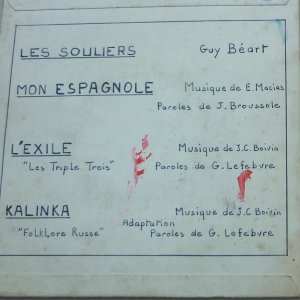 LES SOULIERS Guy Béart
MON ESPAGNOLE Musique de E. Macias
Paroles de J. Broussole
L'EXILE Musique de J.C. Boivin
"Les Triple Trois" Paroles de G. Lefebvre
KALINKA Musique de J.C Boivin
Adaptation
"FolKLore Russe" Paroles de G. Lefebvre